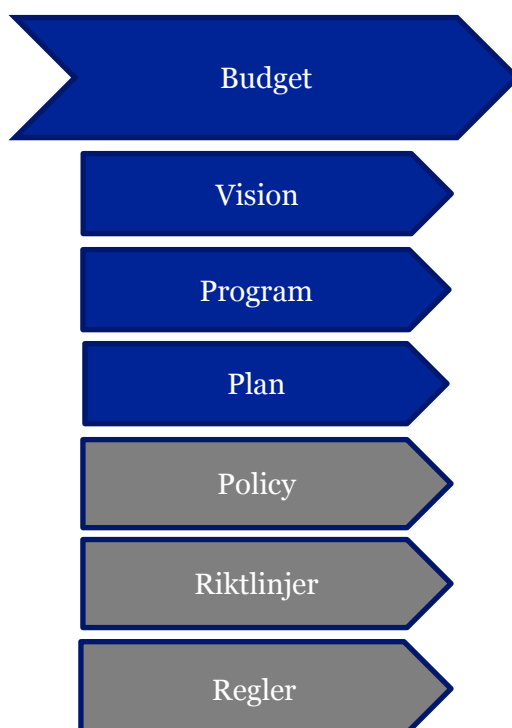 Budget
Vision
Program
Plan
Policy
Riktlinjer
Regler